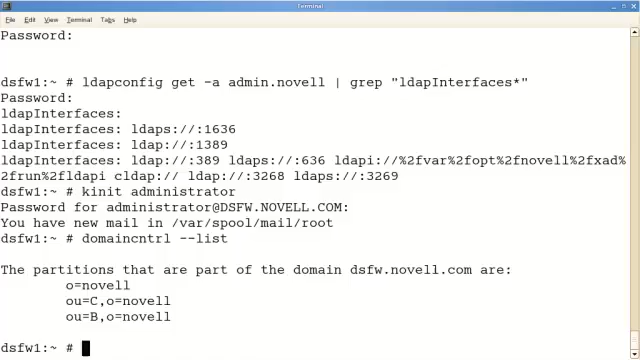 Terminal
File Edit View Terminal Tabs Help
Password:
dsfw1:~ # ldapconfig get -a admin.novell | grep "ldapInterfaces*"
Password:
ldapInterfaces:
ldapInterfaces: ldaps://:1636
ldapInterfaces: ldap://:1389
ldapInterfaces: ldap://:389 ldaps://:636 ldapi://%2fvar%2fopt%2fnovell%2fxad%
2frun%2fldapi cldap:// ldap://:3268 ldaps://:3269
dsfw1:~ # kinit administrator
Password for administrator@DSFW.NOVELL.COM:
You have new mail in /var/spool/mail/root
dsfw1:~ # domaincntrl --list
The partitions that are part of the domain dsfw.novell.com are:
o=novell
ou=C,o=novell
ou=B,o=novell
dsfw1:~ #